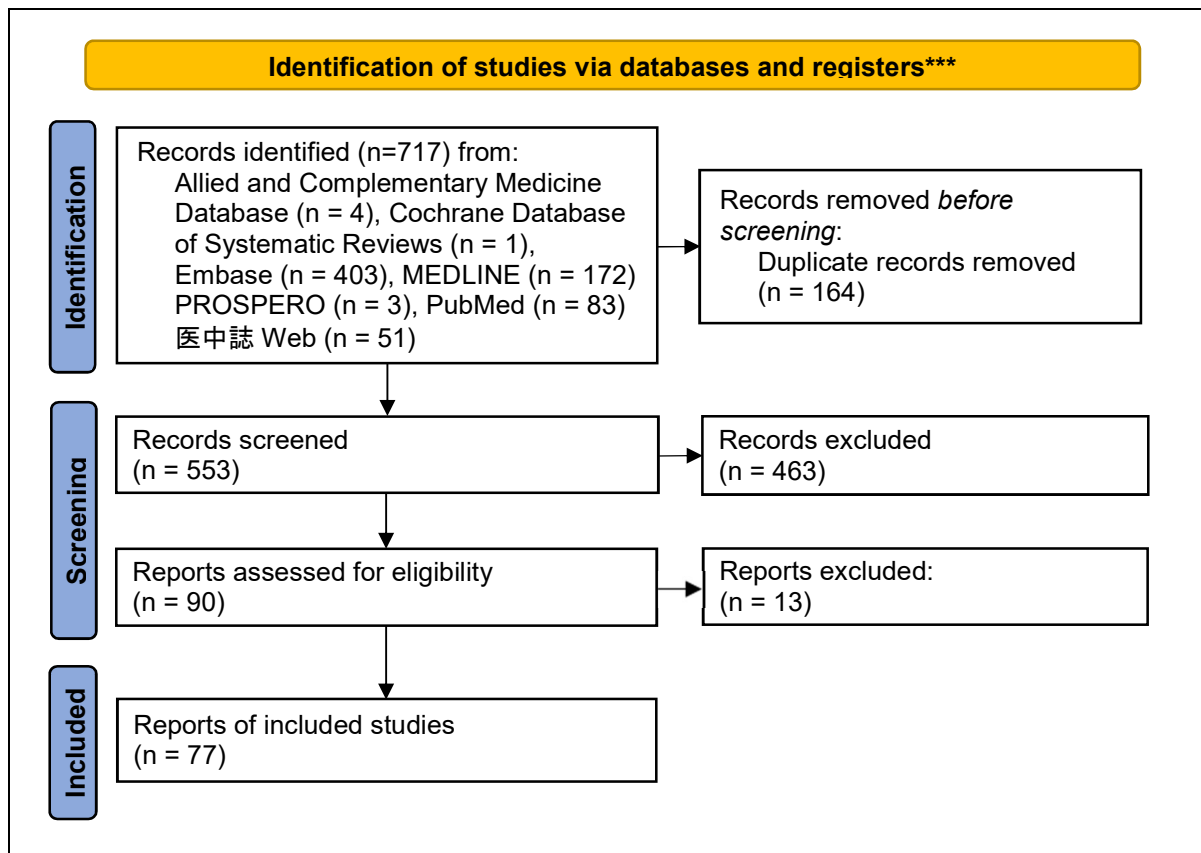 Identification of studies via databases and registers***
Identification
Records identified (n=717) from:
Allied and Complementary Medicine
Database (n = 4), Cochrane Database
of Systematic Reviews (n = 1),
Embase (n = 403), MEDLINE (n = 172)
PROSPERO (n = 3), PubMed (n = 83)
医中誌 Web (n = 51)
Records removed before
screening:
Duplicate records removed
(n = 164)
Screening
Records screened
(n = 553)
Records excluded
(n = 463)
Reports assessed for eligibility
(n = 90)
Reports excluded:
(n = 13)
Included
Reports of included studies
(n = 77)